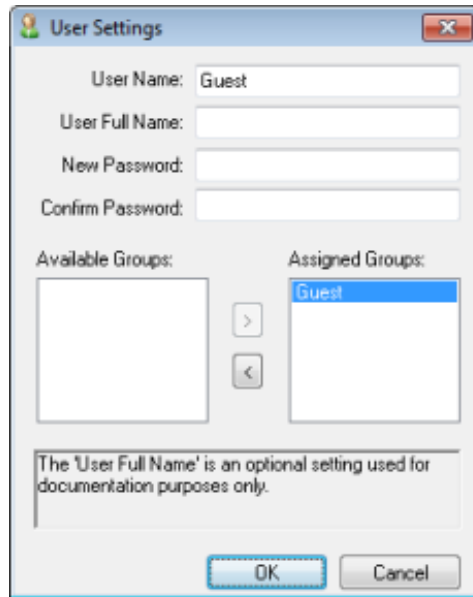 User Settings
User Name: Guest
User Full Name:
New Password:
Confirm Password:
Available Groups: Assigned Groups:
Guest
>
<
The 'User Full Name' is an optional setting used for
documentation purposes only.
OK Cancel